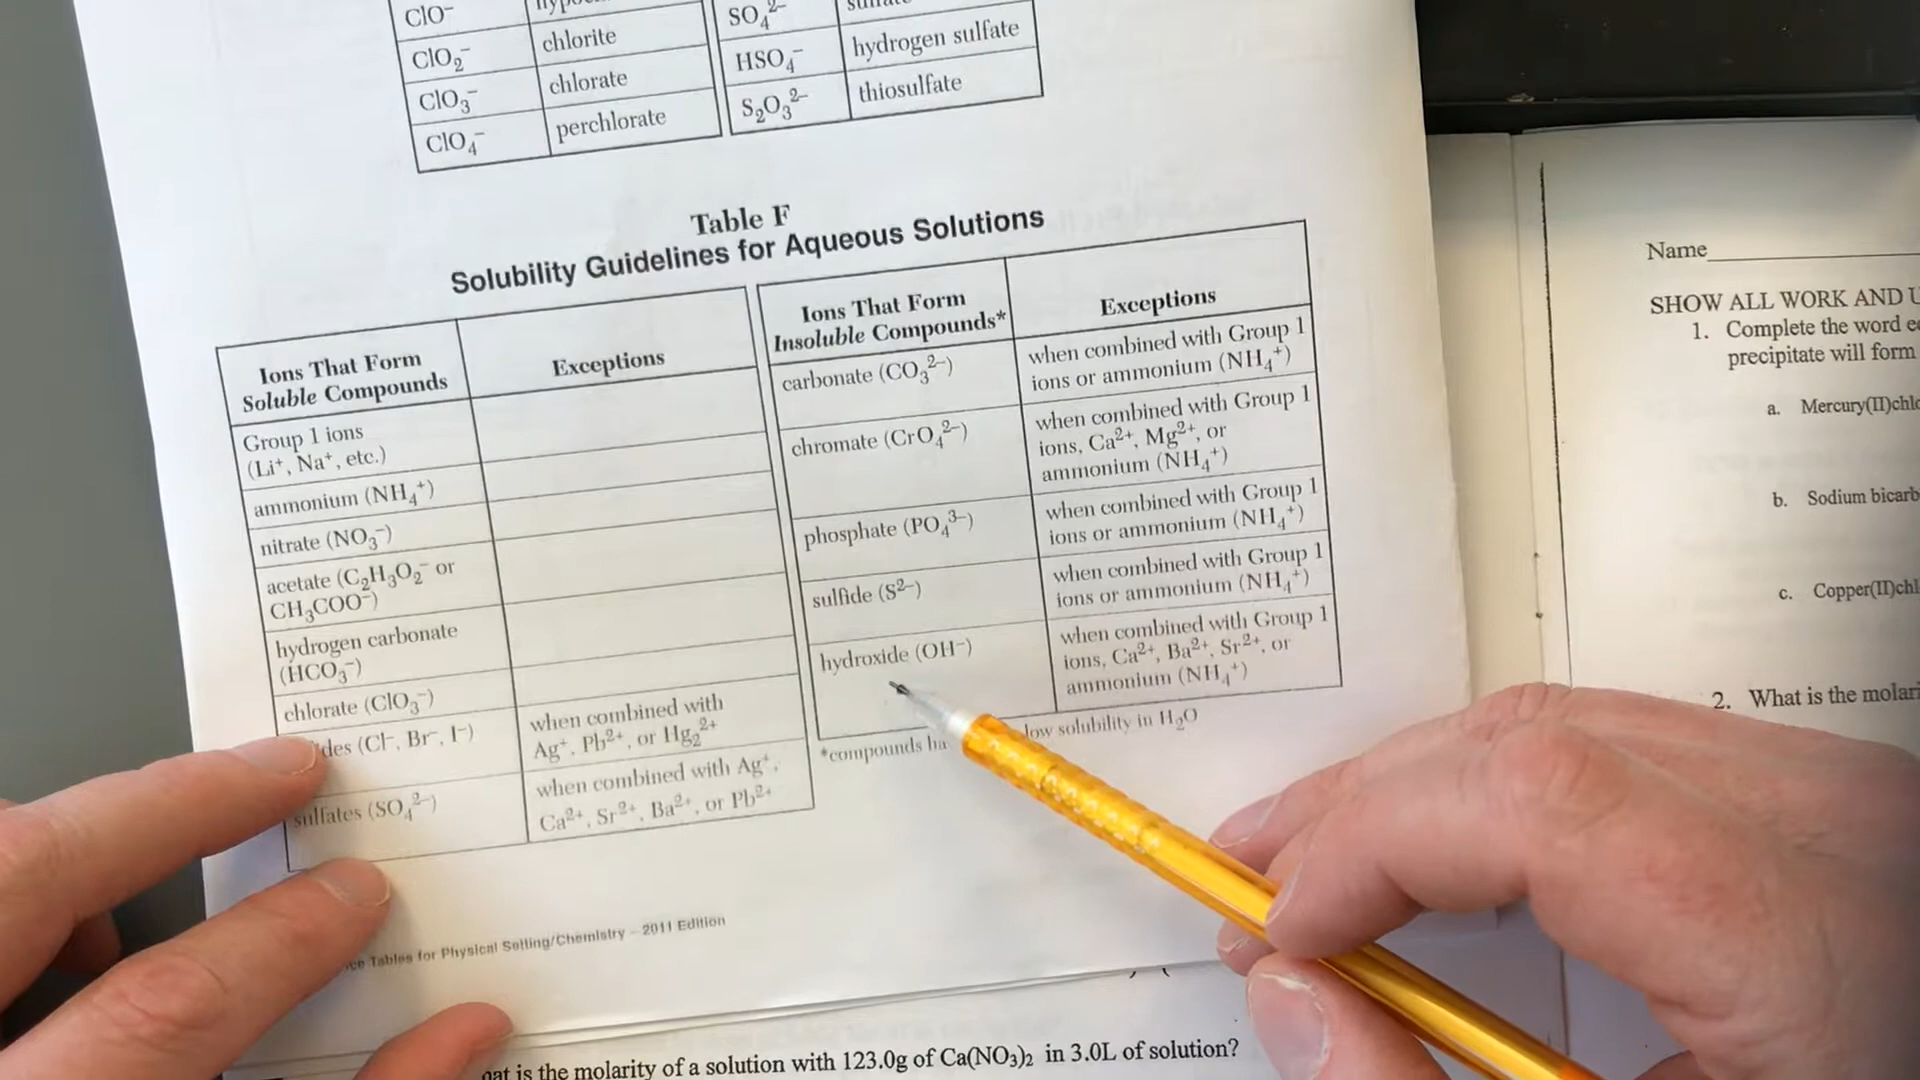 ClO⁻
ClO₂⁻ chlorite
ClO₃⁻ chlorate
ClO₄⁻ perchlorate
SO₄²⁻
HSO₄⁻ hydrogen sulfate
S₂O₃²⁻ thiosulfate
Table F
Solubility Guidelines for Aqueous Solutions
Ions That Form
Soluble Compounds
Exceptions
Group 1 ions
(Li⁺, Na⁺, etc.)
ammonium (NH₄⁺)
nitrate (NO₃⁻)
acetate (C₂H₃O₂⁻ or
CH₃COO⁻)
hydrogen carbonate
(HCO₃⁻)
chlorate (ClO₃⁻)
des (Cl⁻, Br⁻, I⁻)
when combined with
Ag⁺, Pb²⁺, or Hg₂²⁺
sulfates (SO₄²⁻)
when combined with Ag⁺,
Ca²⁺, Sr²⁺, Ba²⁺, or Pb²⁺
Ions That Form
Insoluble Compounds*
Exceptions
carbonate (CO₃²⁻)
when combined with Group 1
ions or ammonium (NH₄⁺)
chromate (CrO₄²⁻)
when combined with Group 1
ions, Ca²⁺, Mg²⁺, or
ammonium (NH₄⁺)
phosphate (PO₄³⁻)
when combined with Group 1
ions or ammonium (NH₄⁺)
sulfide (S²⁻)
when combined with Group 1
ions or ammonium (NH₄⁺)
hydroxide (OH⁻)
when combined with Group 1
ions, Ca²⁺, Ba²⁺, Sr²⁺, or
ammonium (NH₄⁺)
*compounds ha low solubility in H₂O
ce Tables for Physical Setting/Chemistry – 2011 Edition
at is the molarity of a solution with 123.0g of Ca(NO₃)₂ in 3.0L of solution?
Name
SHOW ALL WORK AND U
1. Complete the word e
precipitate will form
a. Mercury(II)chlo
b. Sodium bicarb
c. Copper(II)chl
2. What is the molari